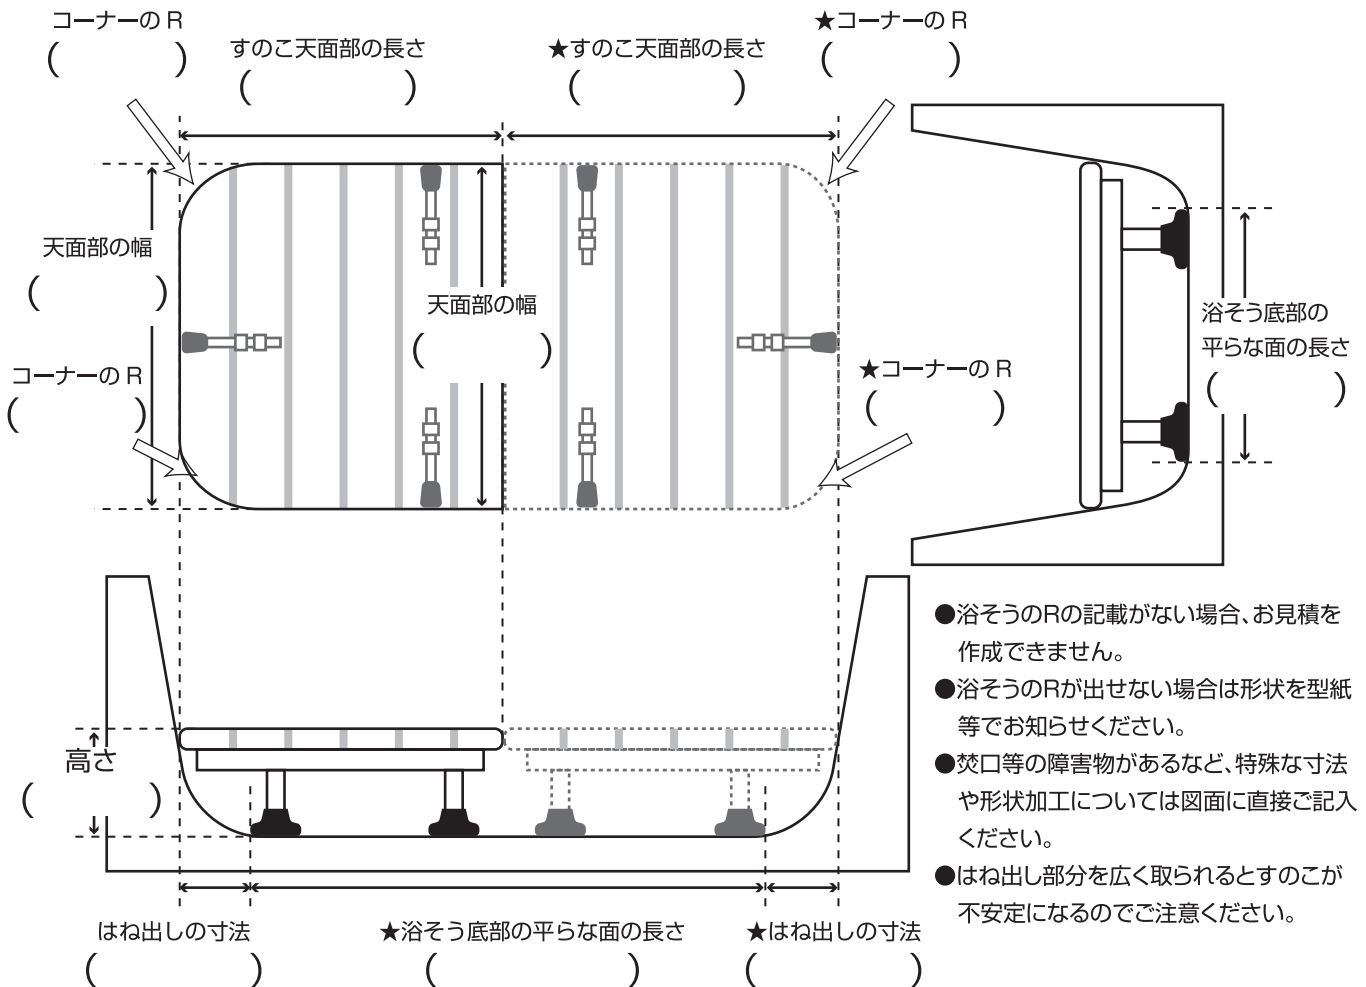 コーナーのR
( )
すのこ天面部の長さ
( )
★すのこ天面部の長さ
( )
★コーナーのR
( )
天面部の幅
( )
天面部の幅
( )
コーナーのR
( )
★コーナーのR
( )
浴そう底部の
平らな面の長さ
( )
高さ
( )
はねだしの寸法
( )
★浴そう底部の平らな面の長さ
( )
★はね出しの寸法
( )
●浴そうのRの記載がない場合、お見積を
作成できません。
●浴そうのRが出せない場合は形状を型紙
等でお知らせください。
●焚口等の障害物があるなど、特殊な寸法
や形状加工については図面に直接ご記入
ください。
●はね出し部分を広く取られるとすのこが
不安定になるのでご注意ください。